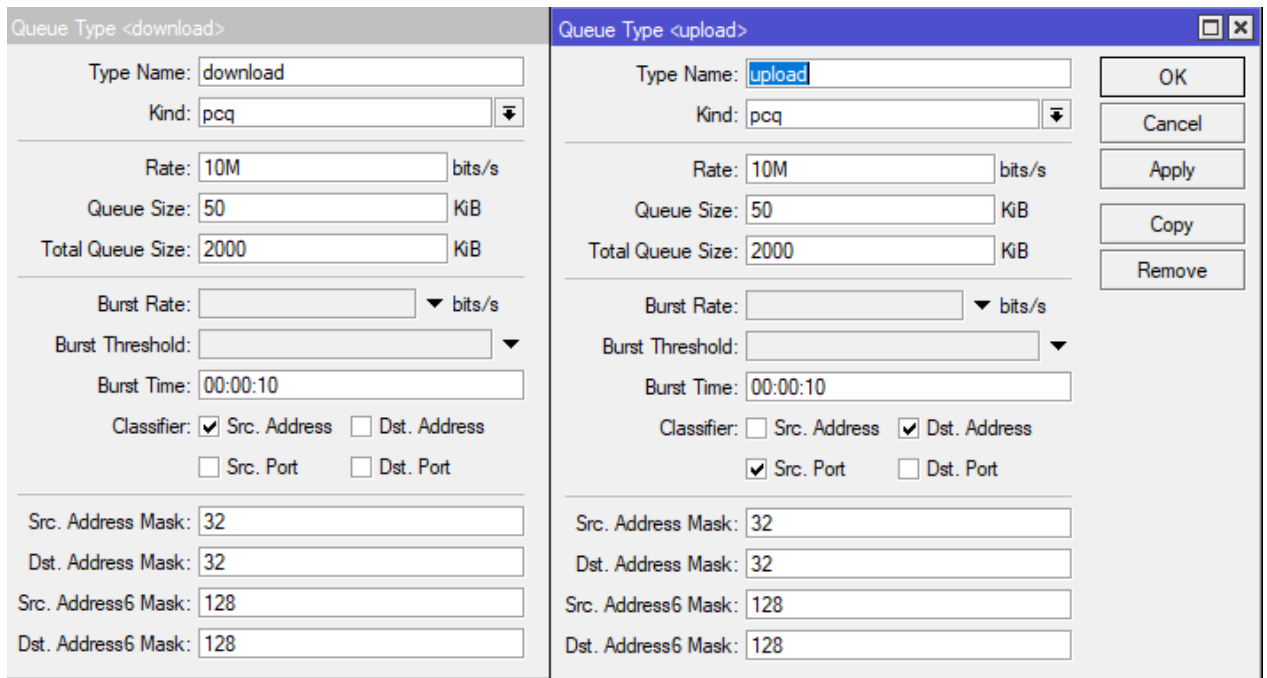 Queue Type <download>
Type Name: download
Kind: pcq
Rate: 10M bits/s
Queue Size: 50 KiB
Total Queue Size: 2000 KiB
Burst Rate: bits/s
Burst Threshold:
Burst Time: 00:00:10
Classifier: Src. Address Dst. Address
Src. Port Dst. Port
Src. Address Mask: 32
Dst. Address Mask: 32
Src. Address6 Mask: 128
Dst. Address6 Mask: 128
Queue Type <upload>
Type Name: upload
Kind: pcq
Rate: 10M bits/s
Queue Size: 50 KiB
Total Queue Size: 2000 KiB
Burst Rate: bits/s
Burst Threshold:
Burst Time: 00:00:10
Classifier: Src. Address Dst. Address
Src. Port Dst. Port
Src. Address Mask: 32
Dst. Address Mask: 32
Src. Address6 Mask: 128
Dst. Address6 Mask: 128
OK
Cancel
Apply
Copy
Remove